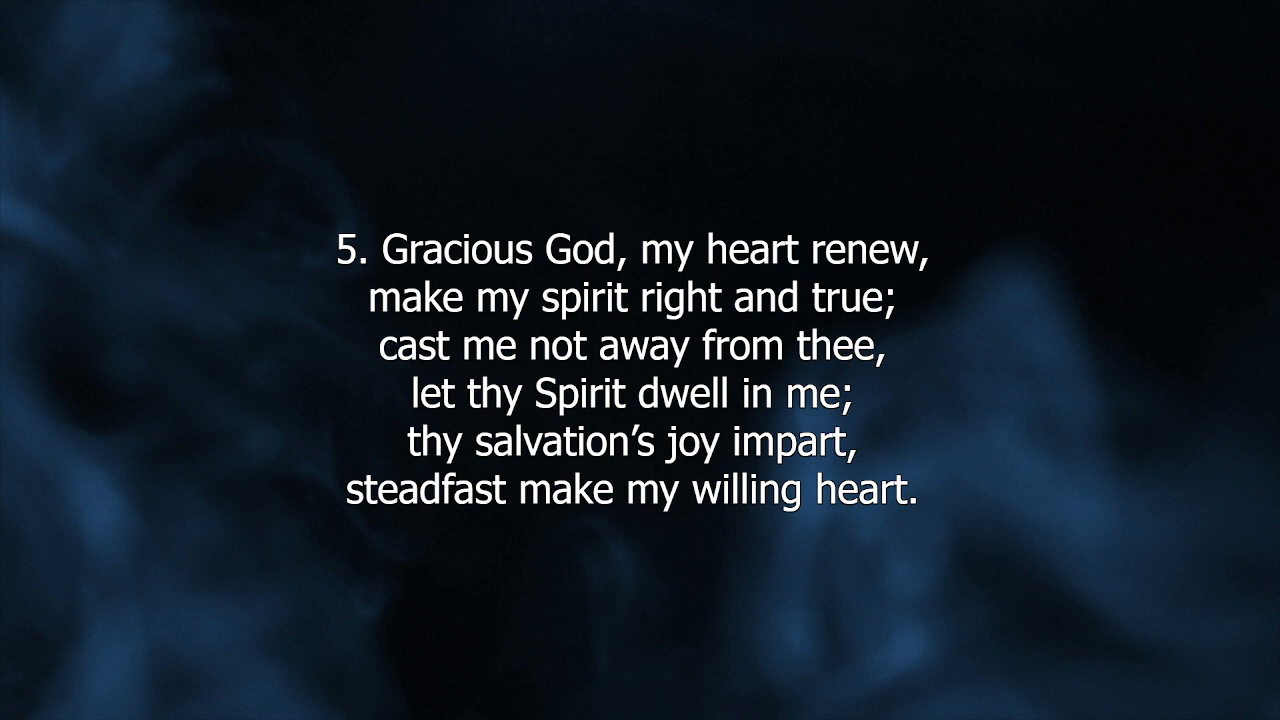 5. Gracious God, my heart renew,
make my spirit right and true;
cast me not away from thee,
let thy Spirit dwell in me;
thy salvation’s joy impart,
steadfast make my willing heart.